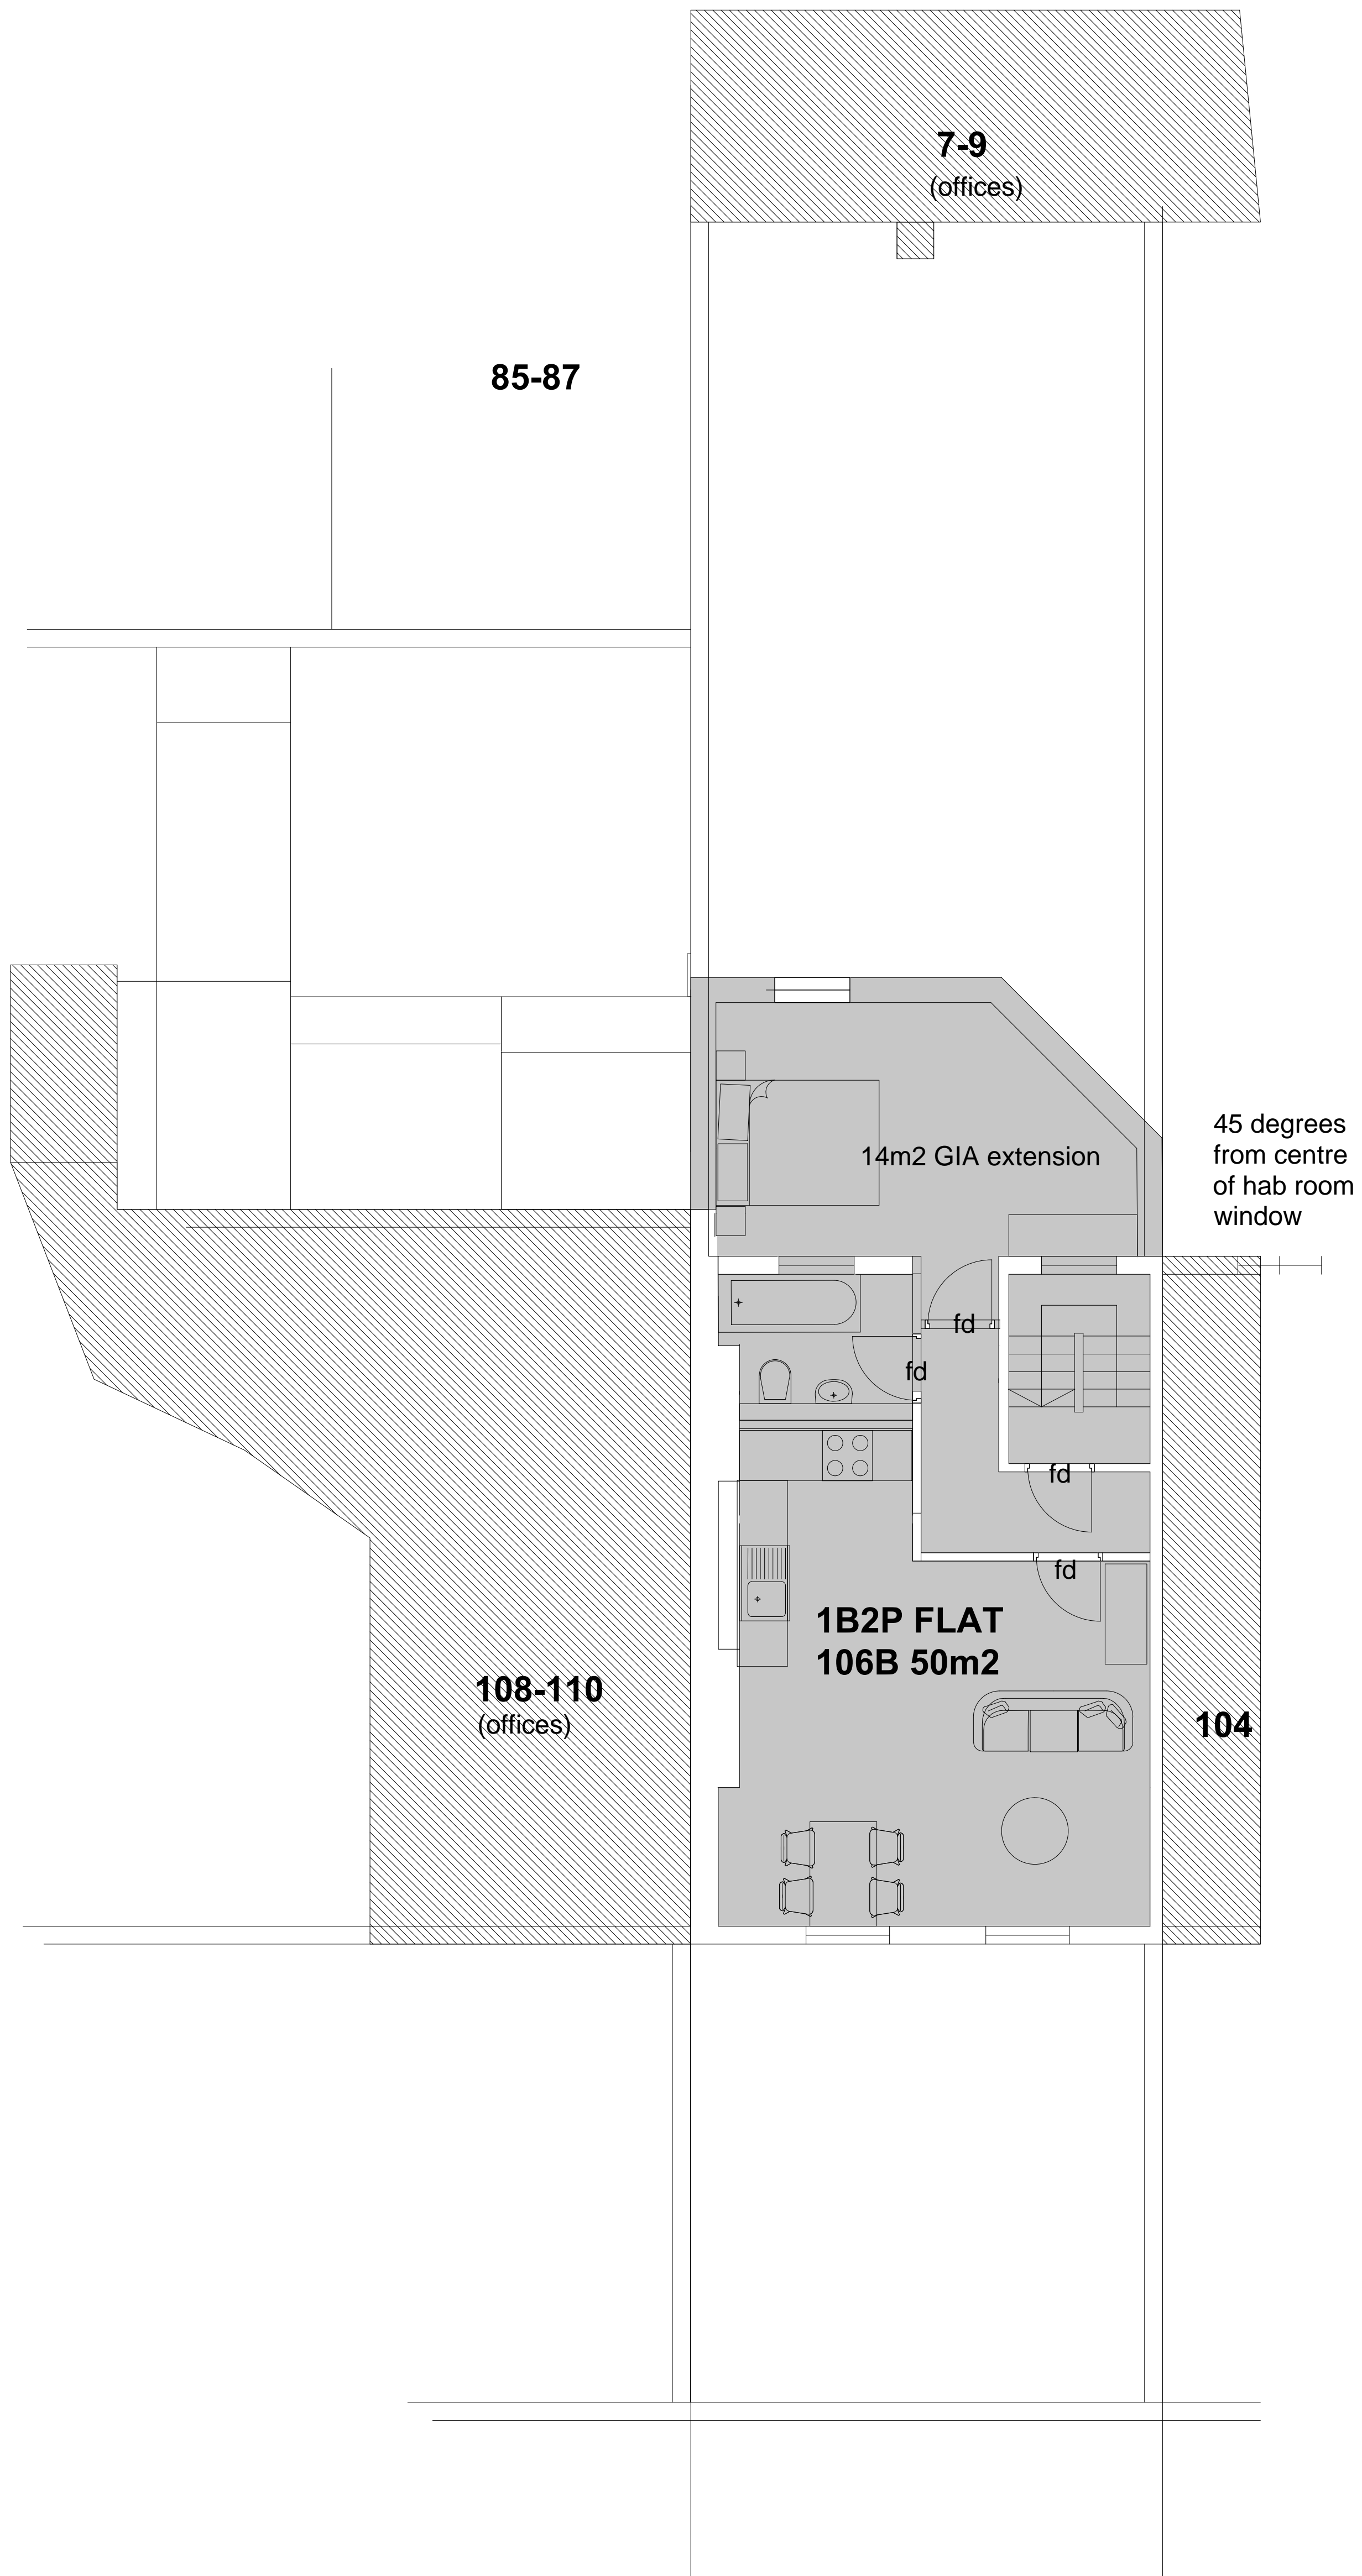 7-9
(offices)
85-87
45 degrees
from centre
of hab room
window
14m2 GIA extension
fd
fd
fd
fd
1B2P FLAT
106B 50m2
108-110
(offices)
104